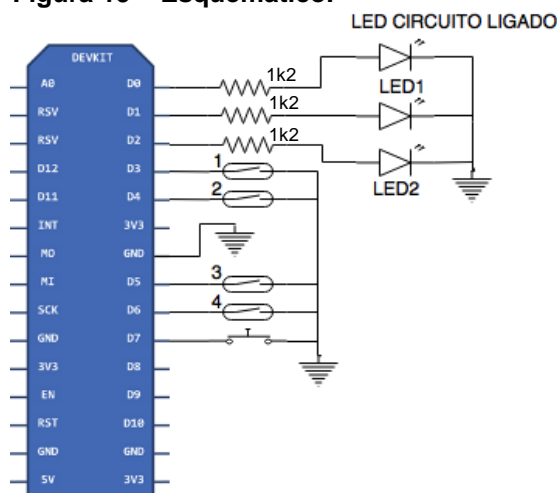 Figura – Esquemático.
LED CIRCUITO LIGADO
DEVKIT
A0 D0 1k2
LED1
RSV D1 1k2
RSV D2 1k2
LED2
D12 D3 1
D11 D4 2
INT 3V3
MO GND
MI D5 3
SCK D6 4
GND D7
3V3 D8
EN D9
RST D10
GND GND
5V 3V3